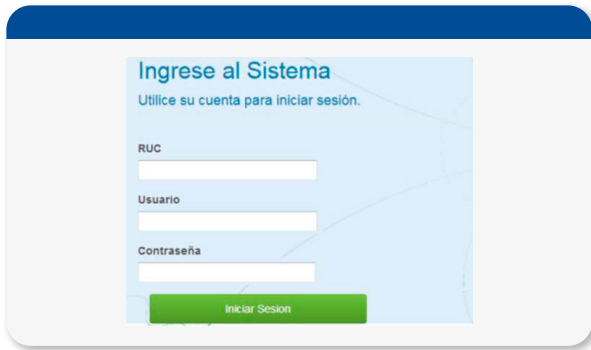 Ingrese al Sistema
Utilice su cuenta para iniciar sesión.
RUC
Usuario
Contraseña
Iniciar Sesion